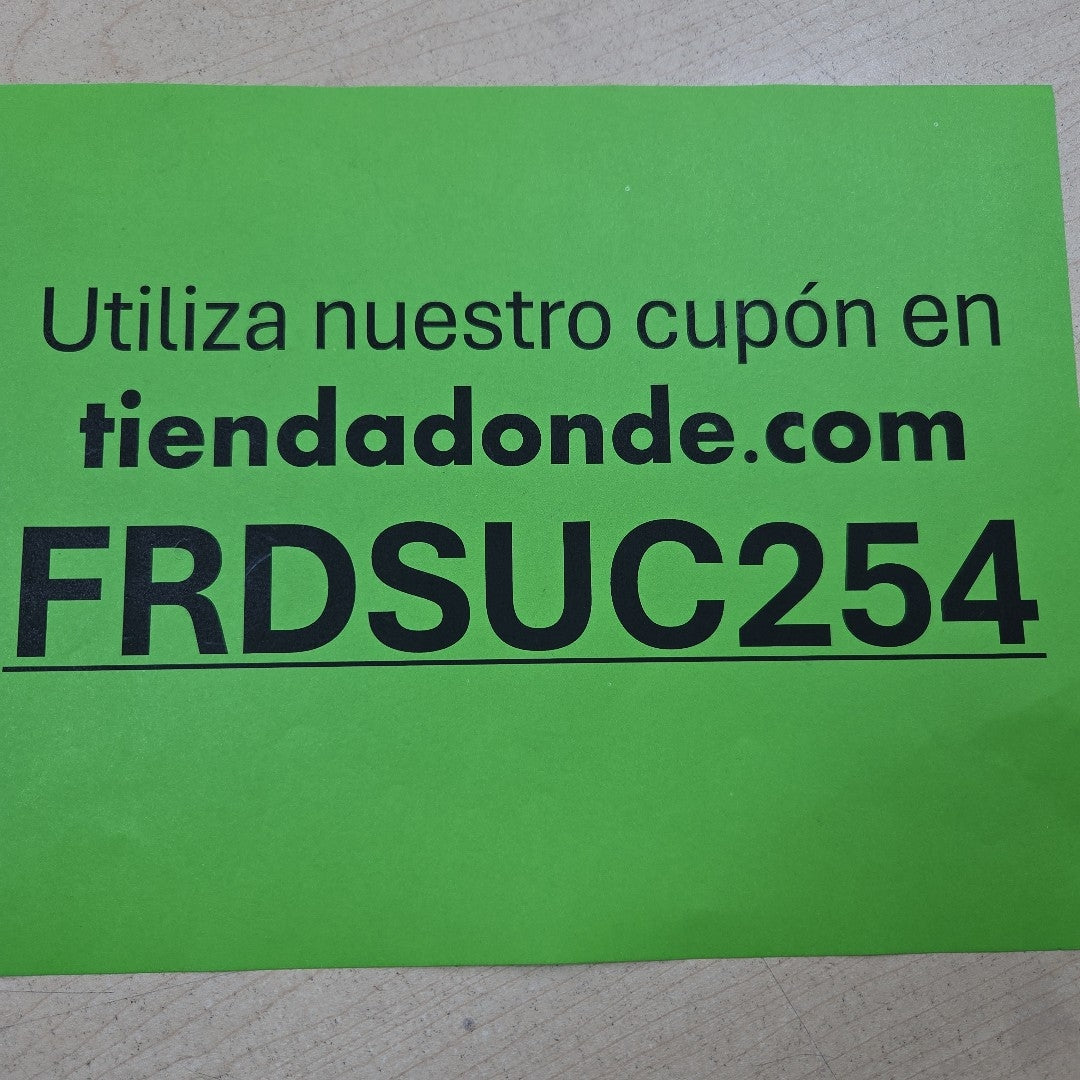 Utiliza nuestro cupón en
tiendadonde.com
FRDSUC254